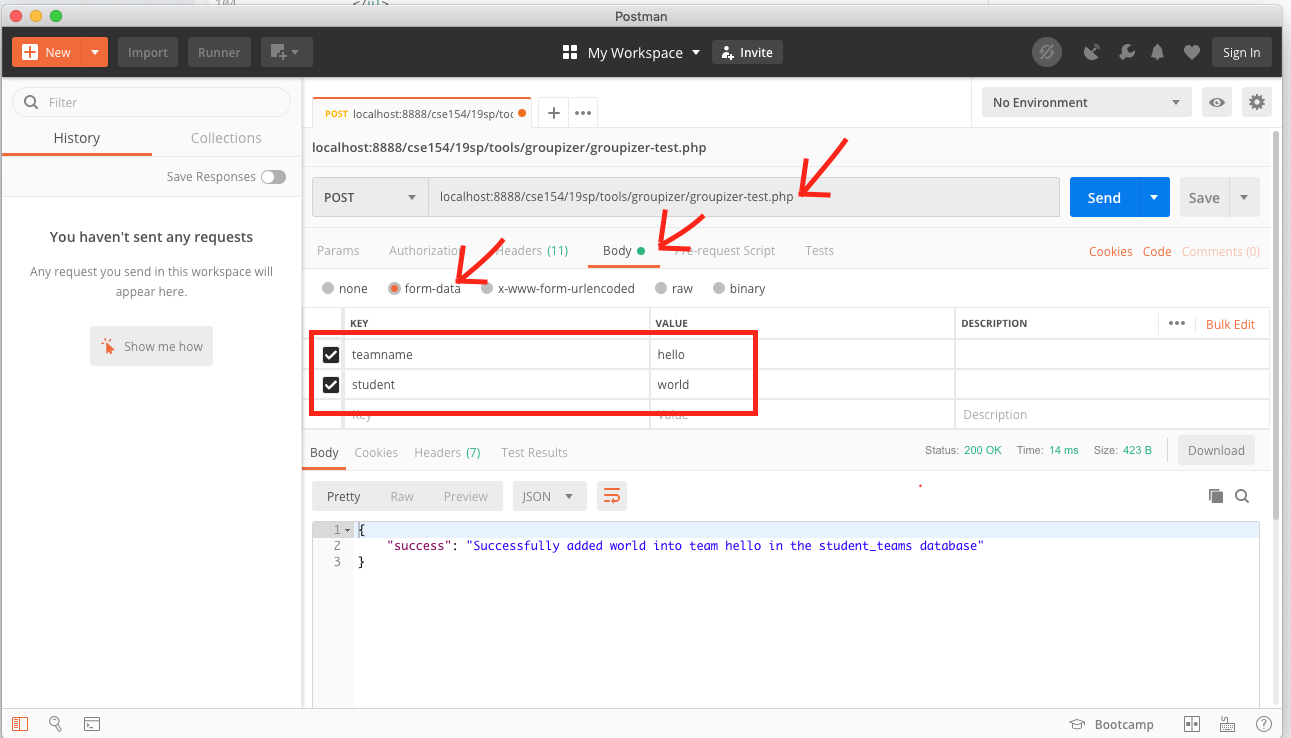 104 </ul>
Postman
New Import Runner My Workspace Invite Sign In
Filter
History Collections
Save Responses
You haven't sent any requests
Any request you send in this workspace will
appear here.
Show me how
POST localhost:8888/cse154/19sp/too
No Environment
localhost:8888/cse154/19sp/tools/groupizer/groupizer-test.php
POST localhost:8888/cse154/19sp/tools/groupizer/groupizer-test.php Send Save
Params Authorization Headers (11) Body Pre-request Script Tests Cookies Code Comments (0)
none form-data x-www-form-urlencoded raw binary
KEY VALUE DESCRIPTION Bulk Edit
teamname hello
student world
Key Value Description
Body Cookies Headers (7) Test Results Status: 200 OK Time: 14 ms Size: 423 B Download
Pretty Raw Preview JSON
1 {
2 "success": "Successfully added world into team hello in the student_teams database"
3 }
Bootcamp